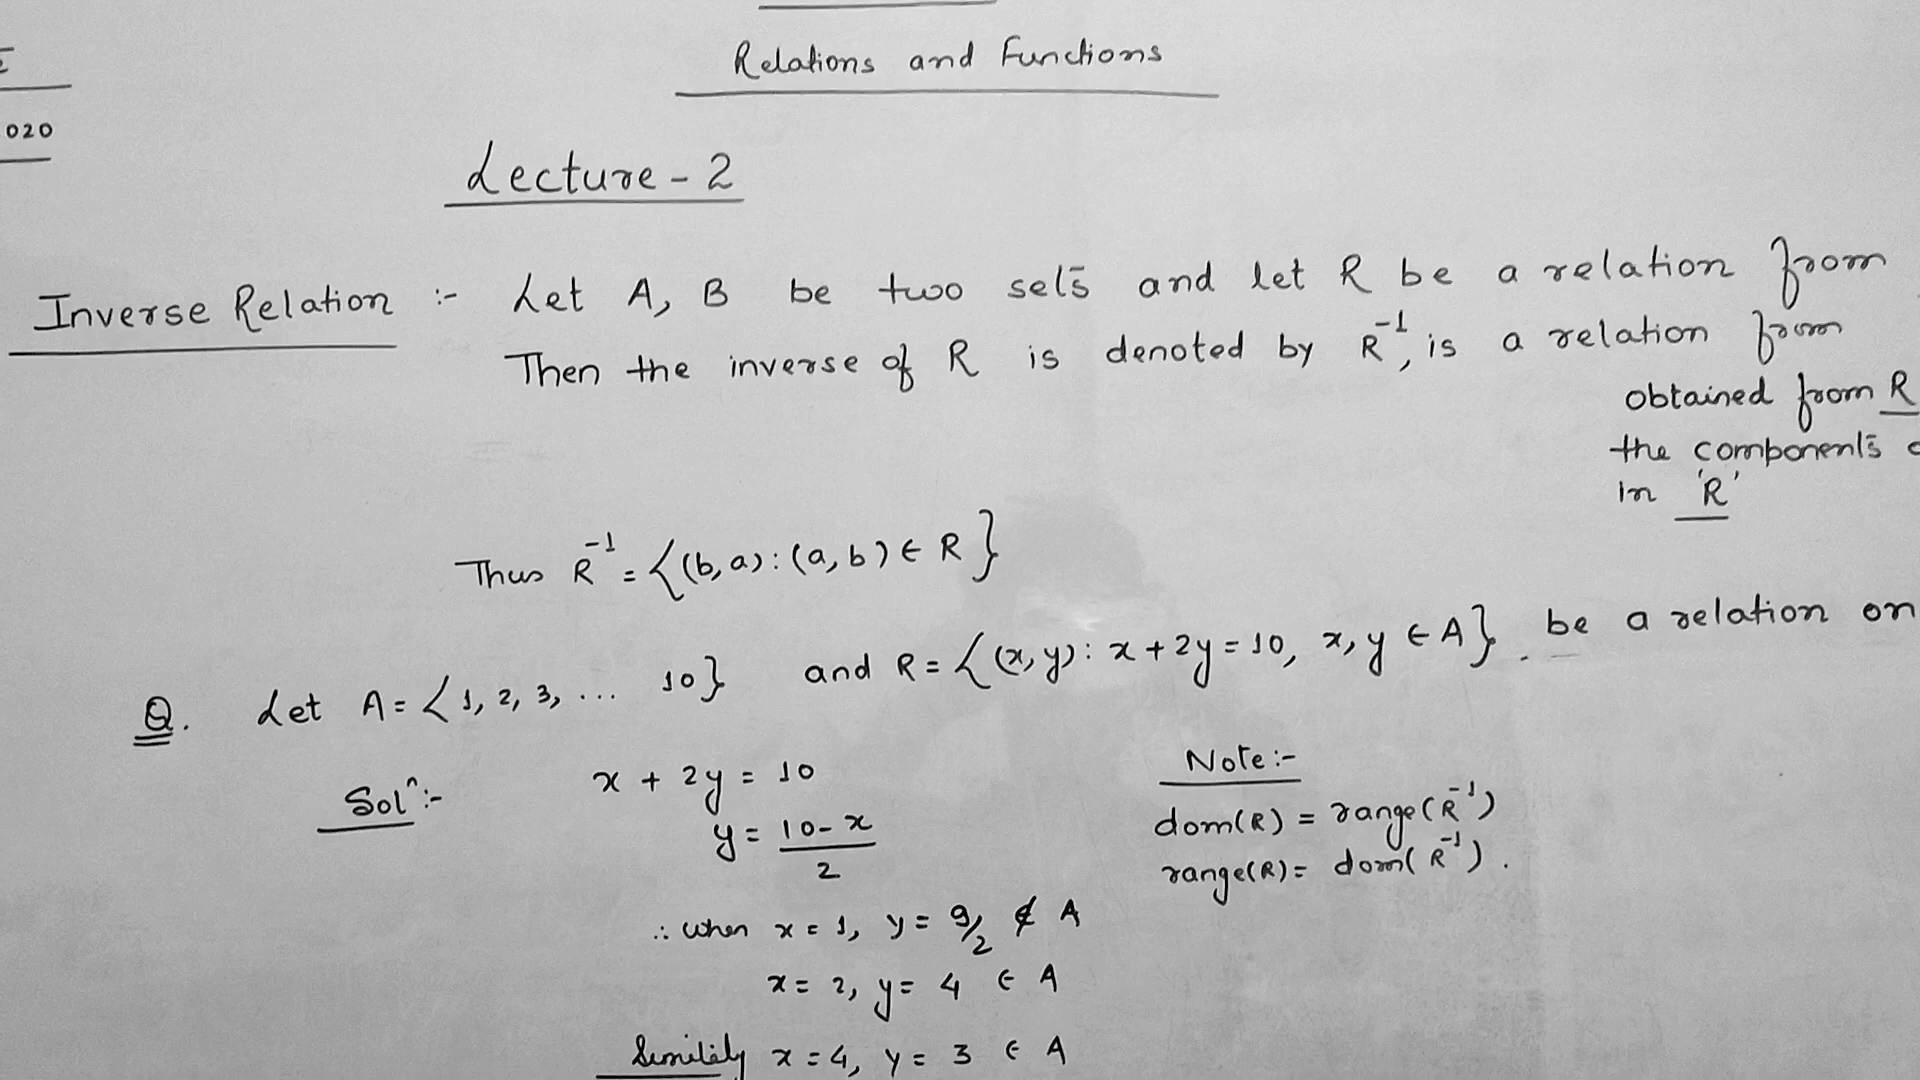 Relations and Functions
020
Lecture - 2
Inverse Relation :- Let A, B be two sets and let R be a relation from
Then the inverse of R is denoted by R⁻¹, is a relation from
obtained from R
the components
in 'R'
Thus R⁻¹ = {(b,a) : (a,b) ∈ R}
Q. Let A = {1, 2, 3, ... 10} and R = {(x,y) : x + 2y = 10, x, y ∈ A} be a relation on
Solⁿ :- x + 2y = 10
y = (10 - x)/2
∴ when x = 1, y = 9/2 ∉ A
x = 2, y = 4 ∈ A
Similarly x = 4, y = 3 ∈ A
Note :-
dom(R) = range(R⁻¹)
range(R) = dom(R⁻¹).